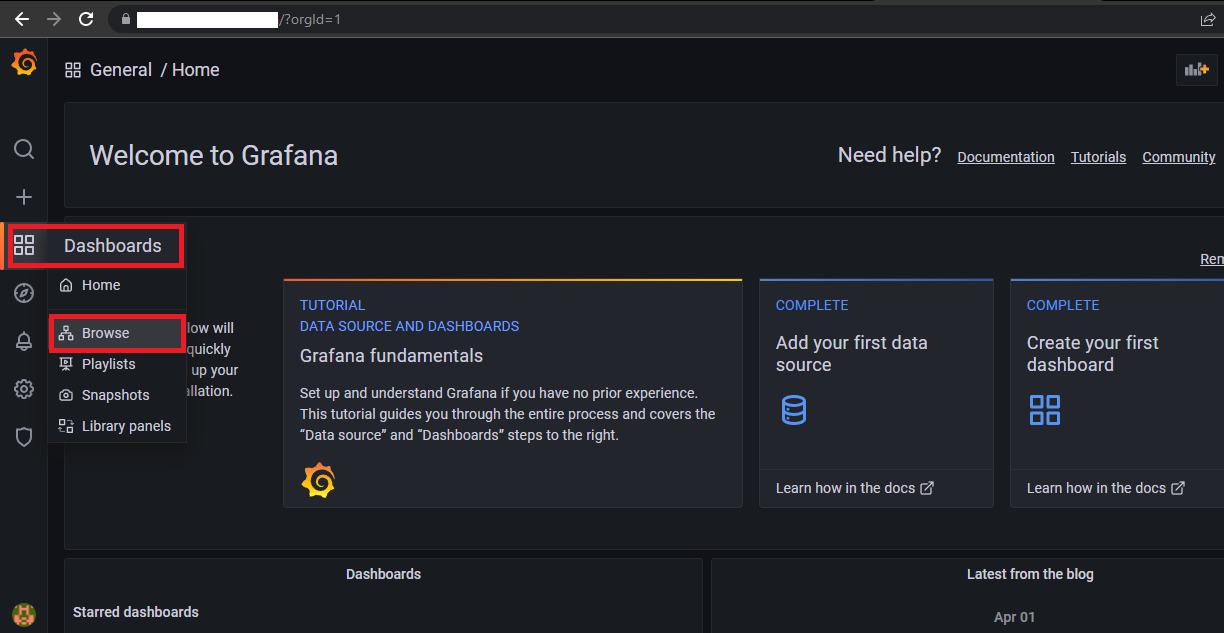 /?orgId=1
General / Home
Welcome to Grafana
Need help? Documentation Tutorials Community
Dashboards
Home
Browse
Playlists
Snapshots
Library panels
Rem
low will
quickly
up your
allation.
TUTORIAL
DATA SOURCE AND DASHBOARDS
Grafana fundamentals
Set up and understand Grafana if you have no prior experience.
This tutorial guides you through the entire process and covers the
“Data source” and “Dashboards” steps to the right.
COMPLETE
Add your first data
source
Learn how in the docs
COMPLETE
Create your first
dashboard
Learn how in the docs
Dashboards
Starred dashboards
Latest from the blog
Apr 01